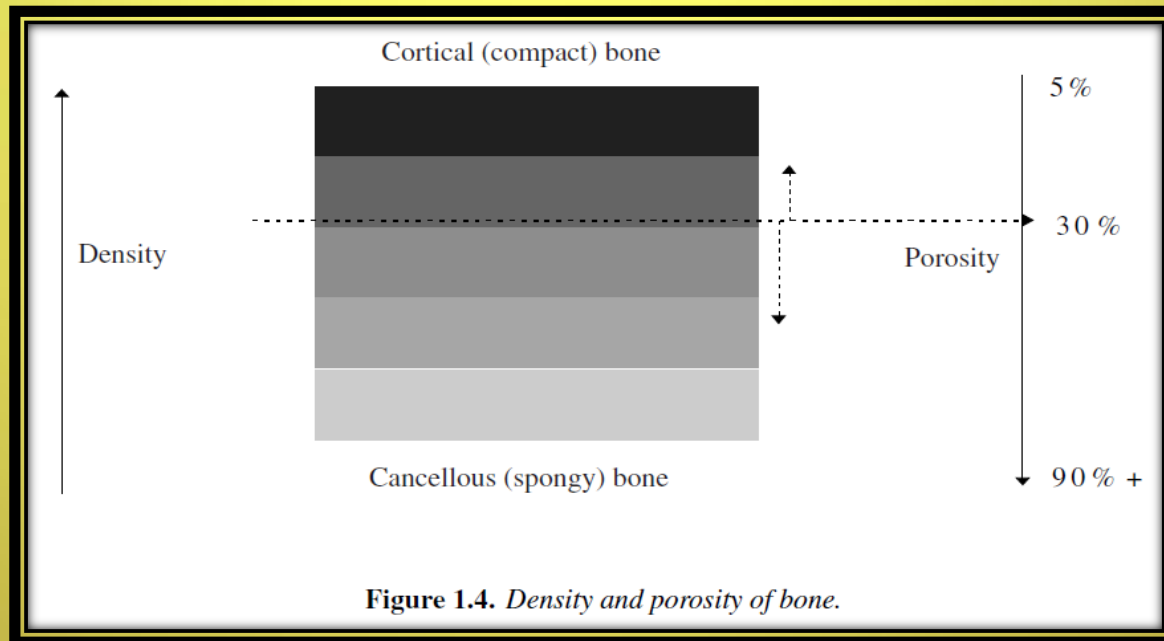 Cortical (compact) bone
5%
Density
30%
Porosity
Cancellous (spongy) bone
90% +
Figure 1.4. Density and porosity of bone.